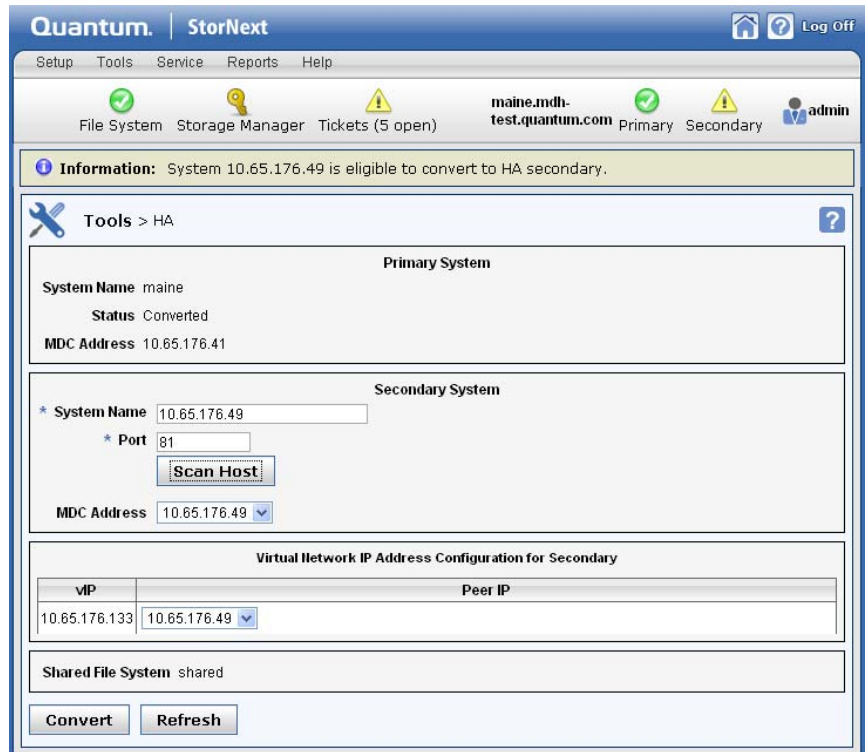 Quantum. | StorNext
Log Off
Setup Tools Service Reports Help
File System Storage Manager Tickets (5 open) maine.mdh-test.quantum.com Primary Secondary admin
Information: System 10.65.176.49 is eligible to convert to HA secondary.
Tools > HA
Primary System
System Name maine
Status Converted
MDC Address 10.65.176.41
Secondary System
* System Name 10.65.176.49
* Port 81
Scan Host
MDC Address 10.65.176.49
Virtual Network IP Address Configuration for Secondary
vIP Peer IP
10.65.176.133 10.65.176.49
Shared File System shared
Convert Refresh